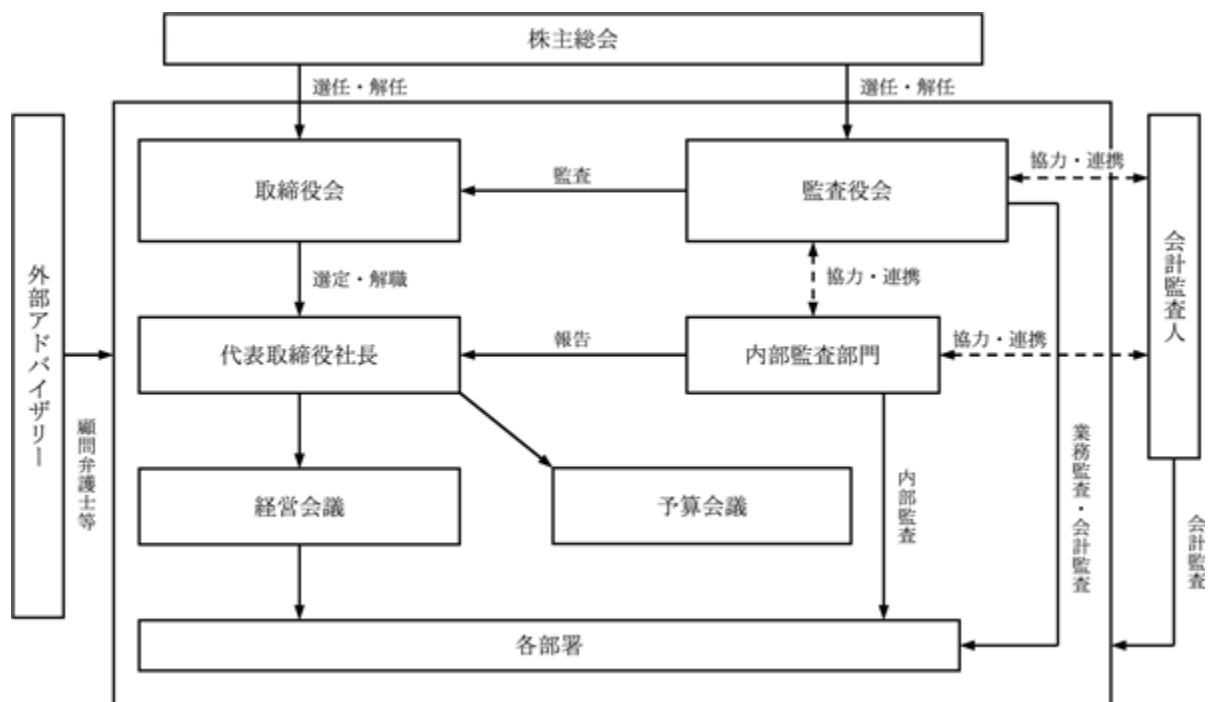 株主総会
選任・解任
選任・解任
取締役会
監査
監査役会
協力・連携
選定・解職
協力・連携
代表取締役社長
報告
内部監査部門
協力・連携
外部アドバイザリー
顧問弁護士等
会計監査人
経営会議
予算会議
内部監査
業務監査・会計監査
会計監査
各部署